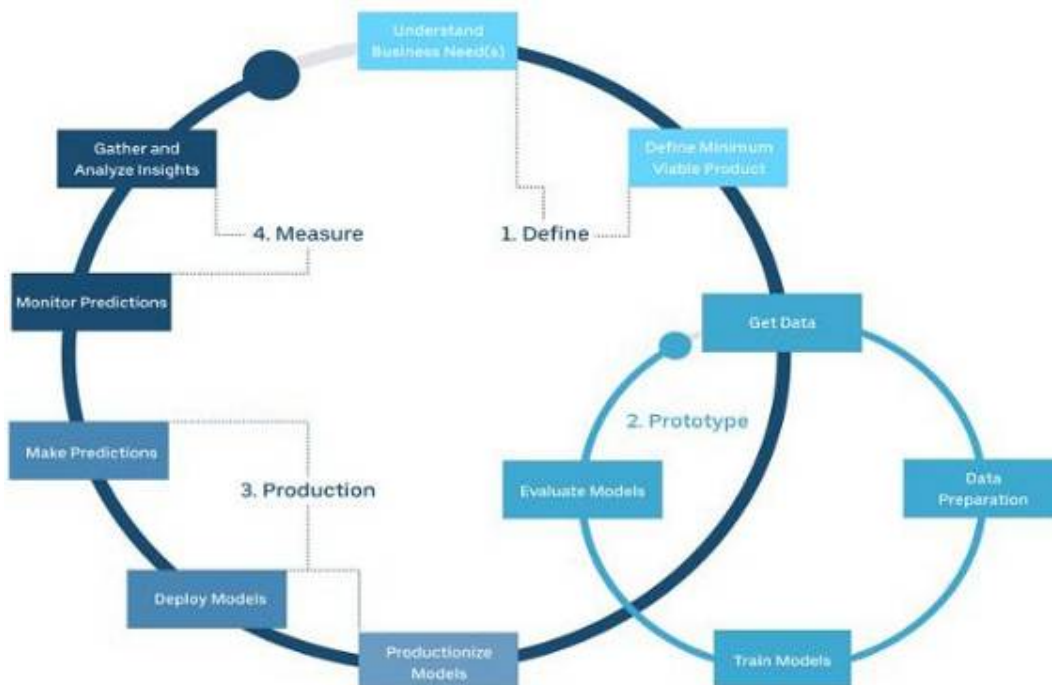 Understand
Business Need(s)
Define Minimum
Viable Product
Gather and
Analyze Insights
4. Measure
1. Define
Monitor Predictions
Get Data
2. Prototype
Make Predictions
3. Production
Evaluate Models
Data
Preparation
Deploy Models
Productionize
Models
Train Models